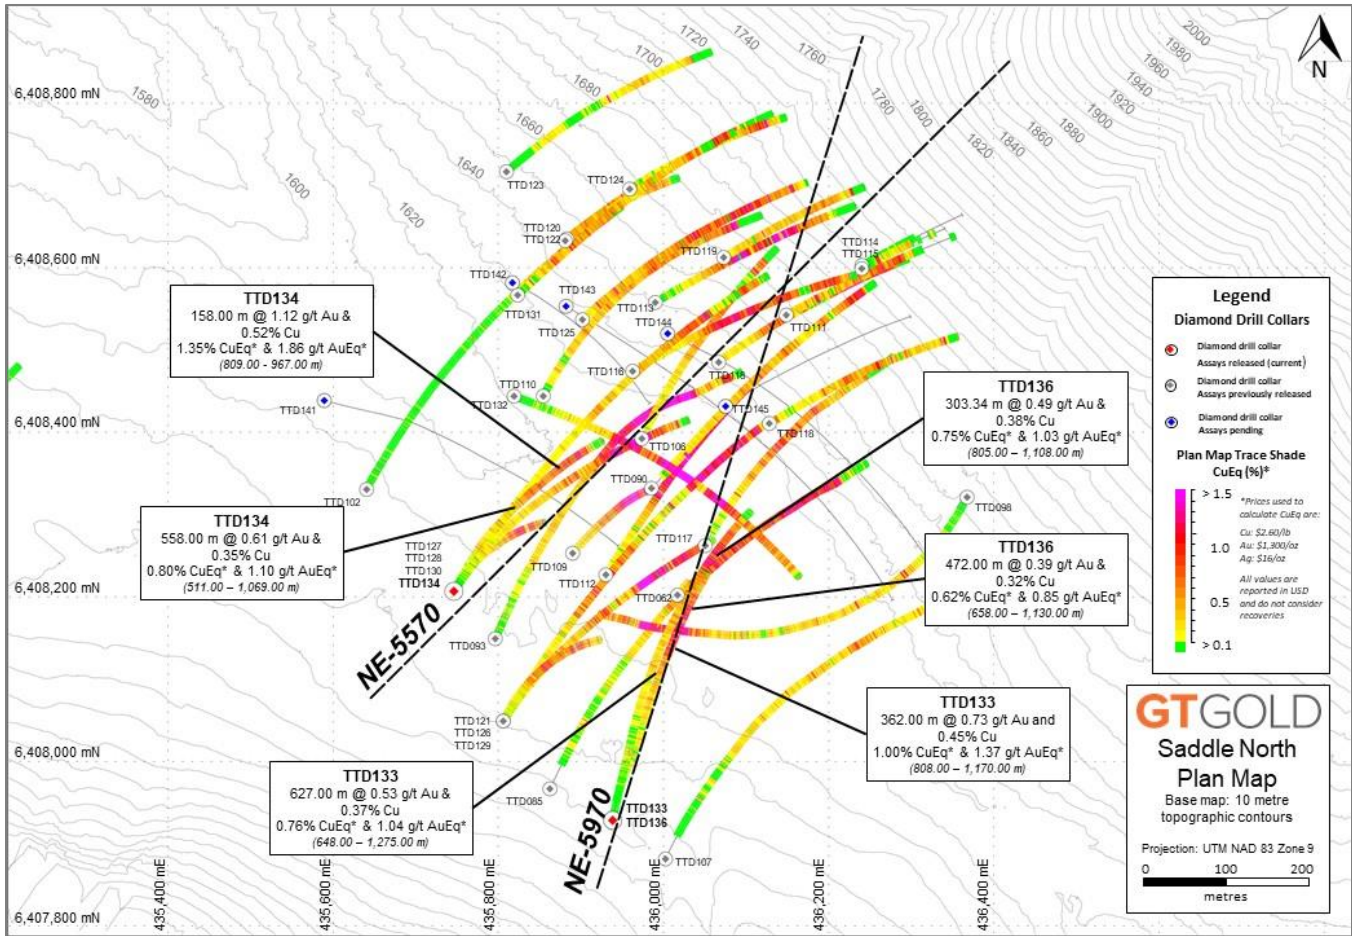 1720
1740
1700
1760
1680
1660
1640
1580
1600
1620
1780
1800
1820
1840
1860
1880
1900
1920
1940
1960
1980
2000
N
6,408,800 mN
6,408,600 mN
6,408,400 mN
6,408,200 mN
6,408,000 mN
6,407,800 mN
435,400 mE
435,600 mE
435,800 mE
436,000 mE
436,200 mE
436,400 mE
TTD123
TTD124
TTD120
TTD122
TTD142
TTD131
TTD143
TTD125
TTD119
TTD113
TTD144
TTD114
TTD115
TTD111
TTD116
TTD118
TTD110
TTD132
TTD141
TTD145
TTD118
TTD106
TTD090
TTD102
TTD098
TTD117
TTD109
TTD112
TTD062
TTD127
TTD128
TTD130
TTD134
TTD093
TTD121
TTD126
TTD129
TTD085
TTD133
TTD136
TTD107
NE-5570
NE-5970
TTD134
158.00 m @ 1.12 g/t Au &
0.52% Cu
1.35% CuEq* & 1.86 g/t AuEq*
(809.00 - 967.00 m)
TTD134
558.00 m @ 0.61 g/t Au &
0.35% Cu
0.80% CuEq* & 1.10 g/t AuEq*
(511.00 – 1,069.00 m)
TTD133
627.00 m @ 0.53 g/t Au &
0.37% Cu
0.76% CuEq* & 1.04 g/t AuEq*
(648.00 – 1,275.00 m)
TTD136
303.34 m @ 0.49 g/t Au &
0.38% Cu
0.75% CuEq* & 1.03 g/t AuEq*
(805.00 – 1,108.00 m)
TTD136
472.00 m @ 0.39 g/t Au &
0.32% Cu
0.62% CuEq* & 0.85 g/t AuEq*
(658.00 – 1,130.00 m)
TTD133
362.00 m @ 0.73 g/t Au and
0.45% Cu
1.00% CuEq* & 1.37 g/t AuEq*
(808.00 – 1,170.00 m)
Legend
Diamond Drill Collars
Diamond drill collar
Assays released (current)
Diamond drill collar
Assays previously released
Diamond drill collar
Assays pending
Plan Map Trace Shade
CuEq (%)*
> 1.5
1.0
0.5
> 0.1
*Prices used to
calculate CuEq are:
Cu: $2.60/lb
Au: $1,300/oz
Ag: $16/oz
All values are
reported in USD
and do not consider
recoveries
GTGOLD
Saddle North
Plan Map
Base map: 10 metre
topographic contours
Projection: UTM NAD 83 Zone 9
0 100 200
metres